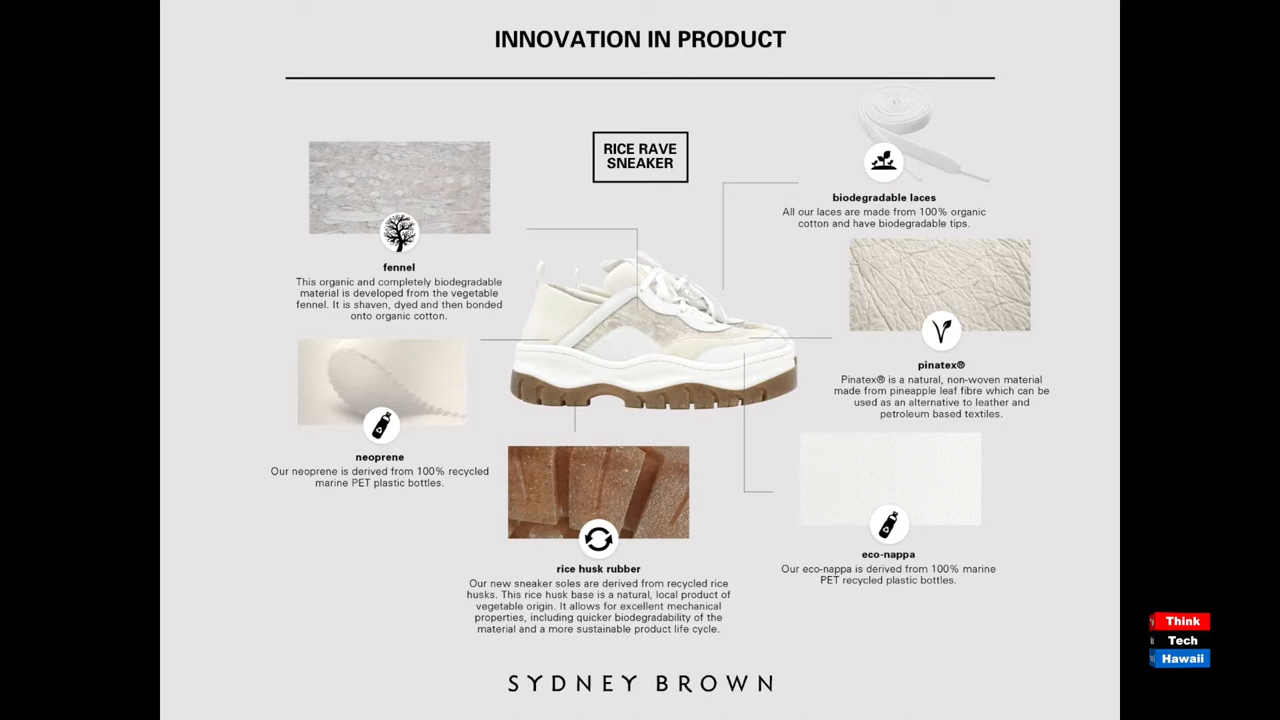 INNOVATION IN PRODUCT
RICE RAVE
SNEAKER
biodegradable laces
All our laces are made from 100% organic
cotton and have biodegradable tips.
fennel
This organic and completely biodegradable
material is developed from the vegetable
fennel. It is shaven, dyed and then bonded
onto organic cotton.
pinatex®
Pinatex® is a natural, non-woven material
made from pineapple leaf fibre which can be
used as an alternative to leather and
petroleum based textiles.
neoprene
Our neoprene is derived from 100% recycled
marine PET plastic bottles.
eco-nappa
Our eco-nappa is derived from 100% marine
PET recycled plastic bottles.
rice husk rubber
Our new sneaker soles are derived from recycled rice
husks. This rice husk base is a natural, local product of
vegetable origin. It allows for excellent mechanical
properties, including quicker biodegradability of the
material and a more sustainable product life cycle.
SYDNEY BROWN
Think
Tech
Hawaii